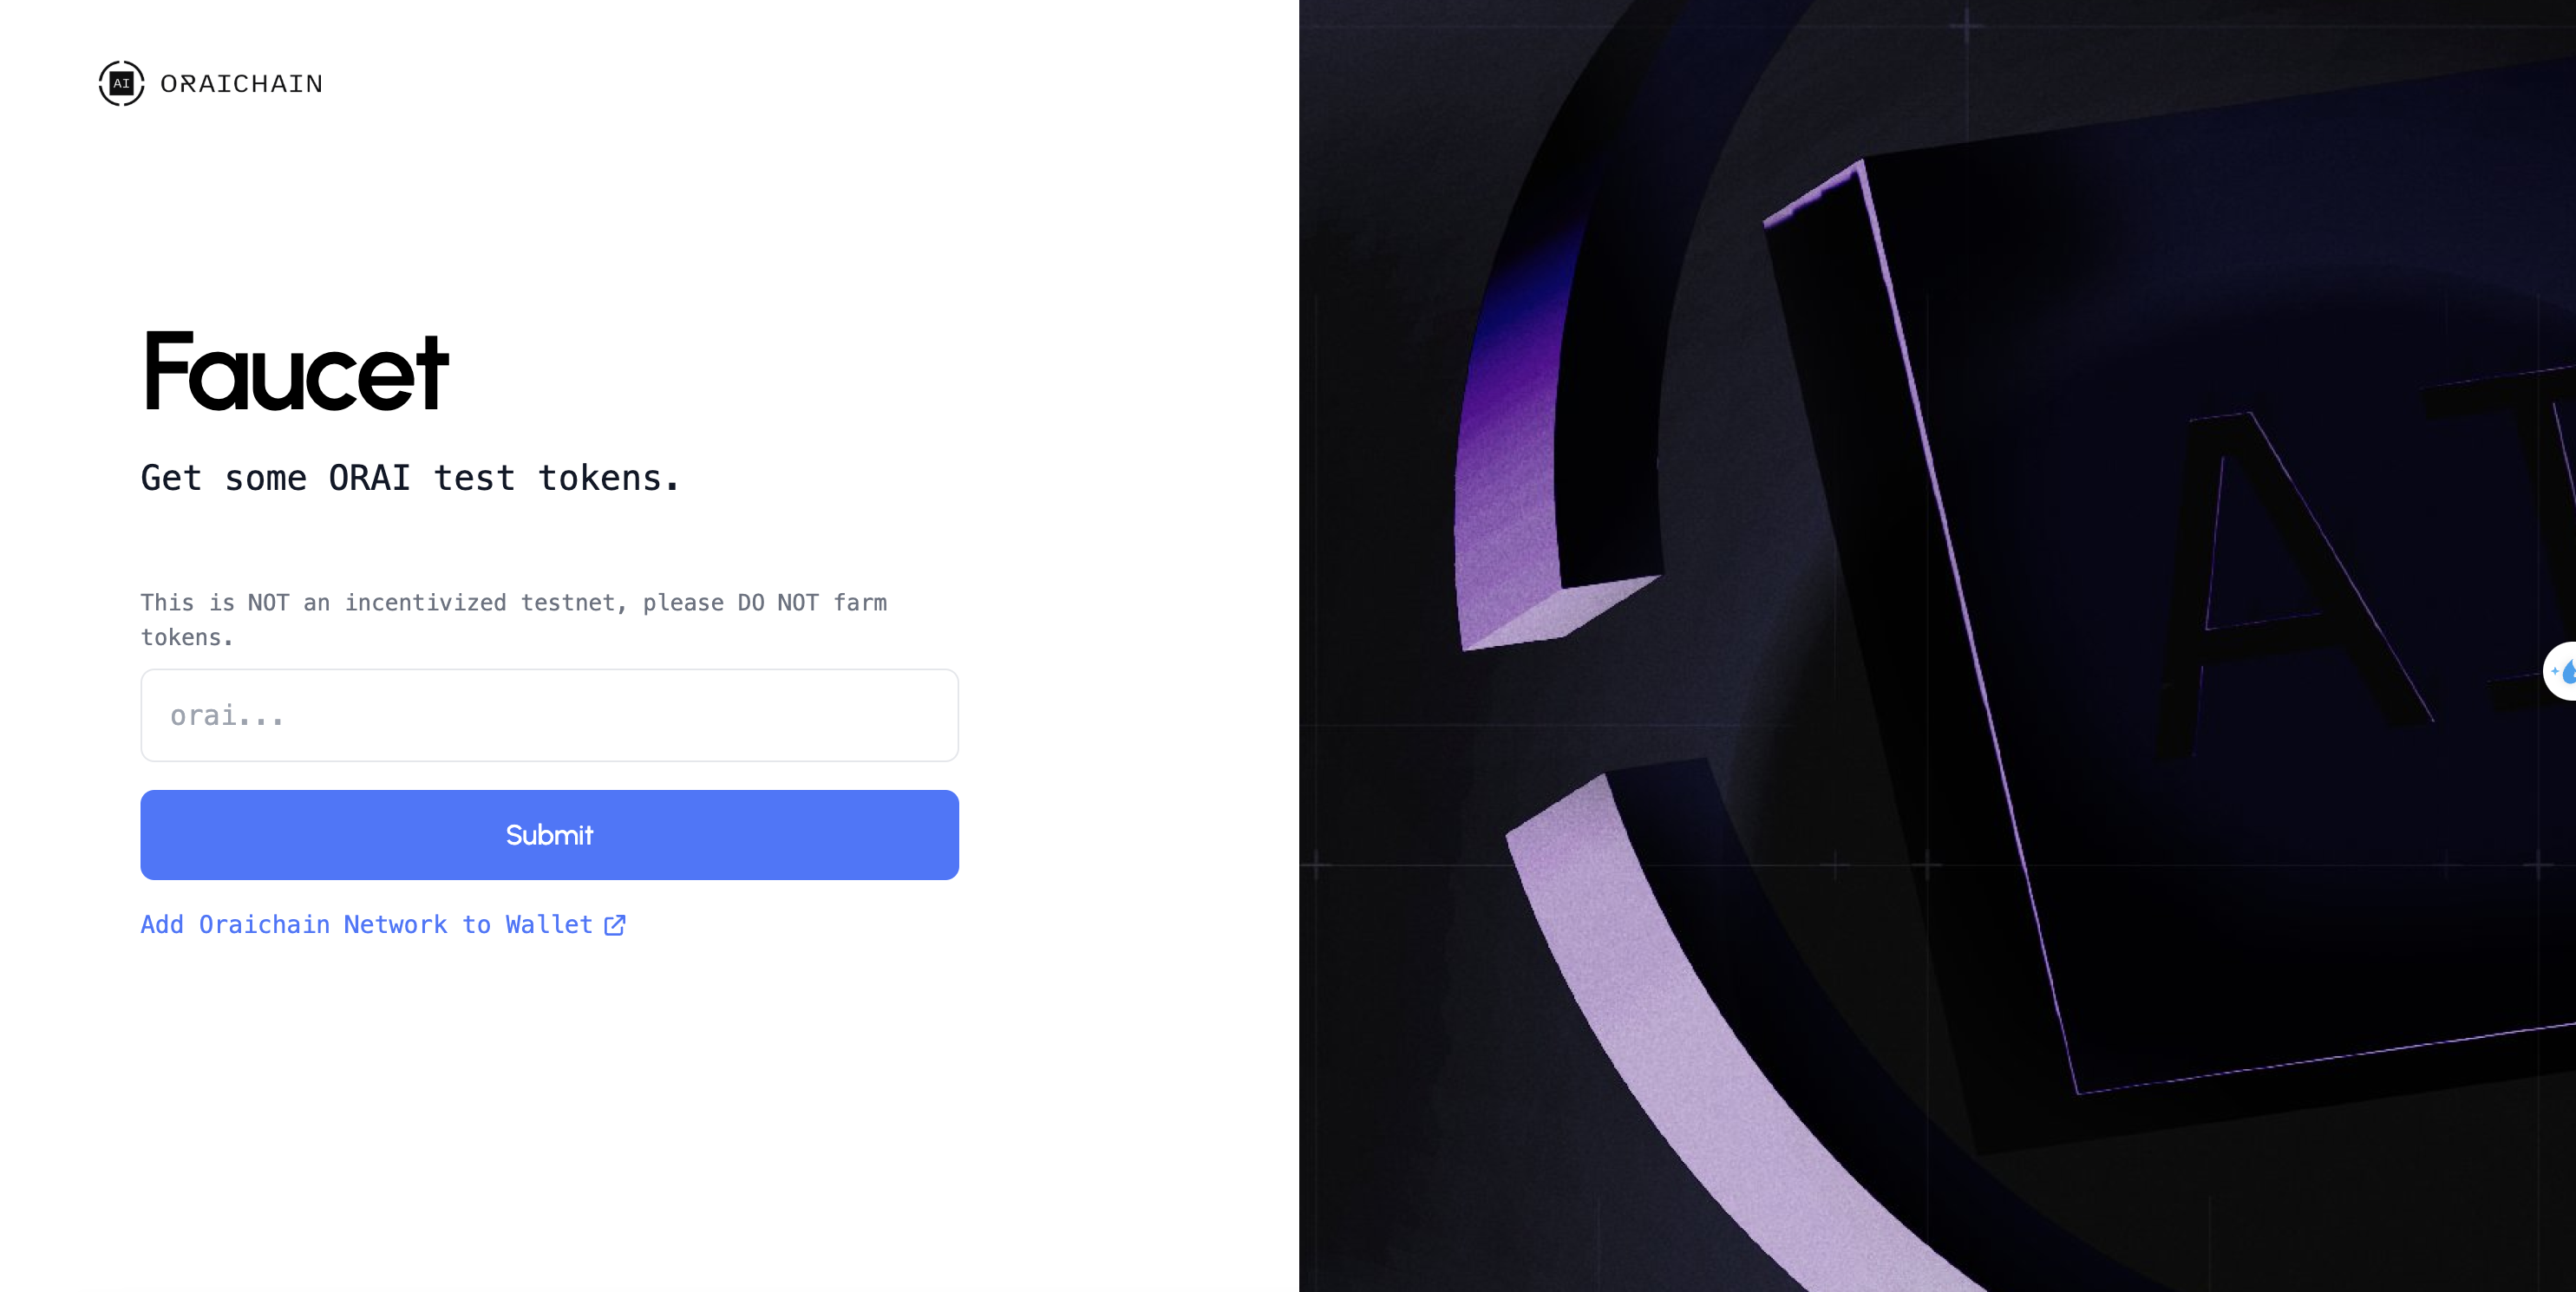 AI
ORAICHAIN
Faucet
Get some ORAI test tokens.
This is NOT an incentivized testnet, please DO NOT farm
tokens.
orai...
Submit
Add Oraichain Network to Wallet
AI